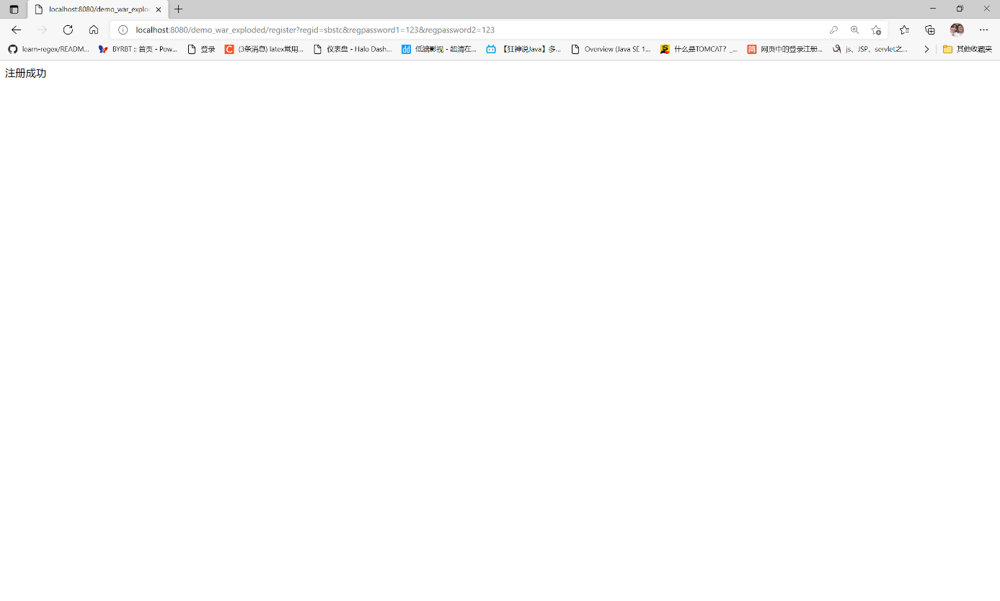 localhost:8080/demo_war_explo
localhost:8080/demo_war_exploded/register?regid=sbstc&regpassword1=123&regpassword2=123
learn-regex/READM... BYRBT :: 首页 - Pow... 登录 (3条消息) latex常用... 仪表盘 - Halo Dash... 低端影视 - 超清在... 【狂神说Java】多... Overview (Java SE 1... 什么是TOMCAT？_... 网页中的登录注册... js、JSP、servlet之... 其他收藏夹
注册成功